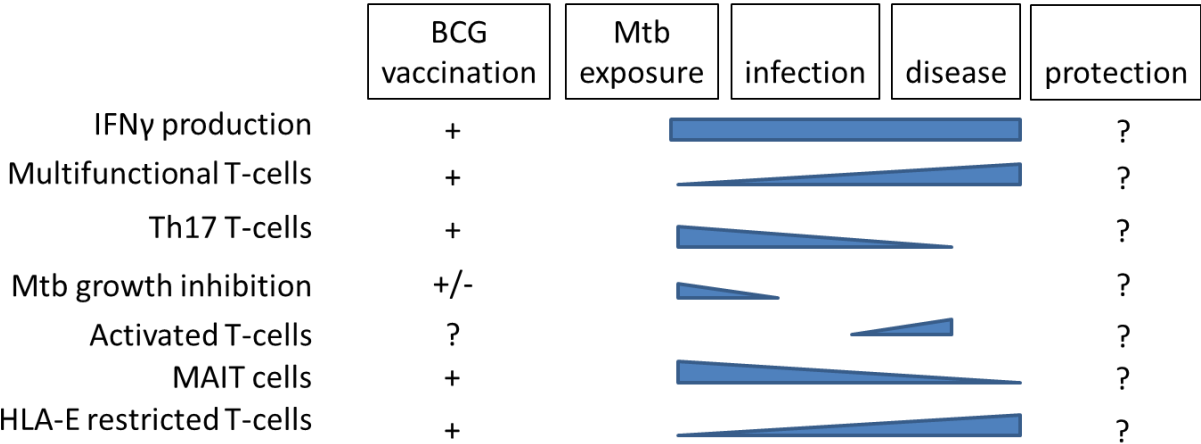 BCG
vaccination
Mtb
exposure
infection
disease
protection
IFNγ production + ?
Multifunctional T-cells + ?
Th17 T-cells + ?
Mtb growth inhibition +/- ?
Activated T-cells ? ?
MAIT cells + ?
HLA-E restricted T-cells + ?